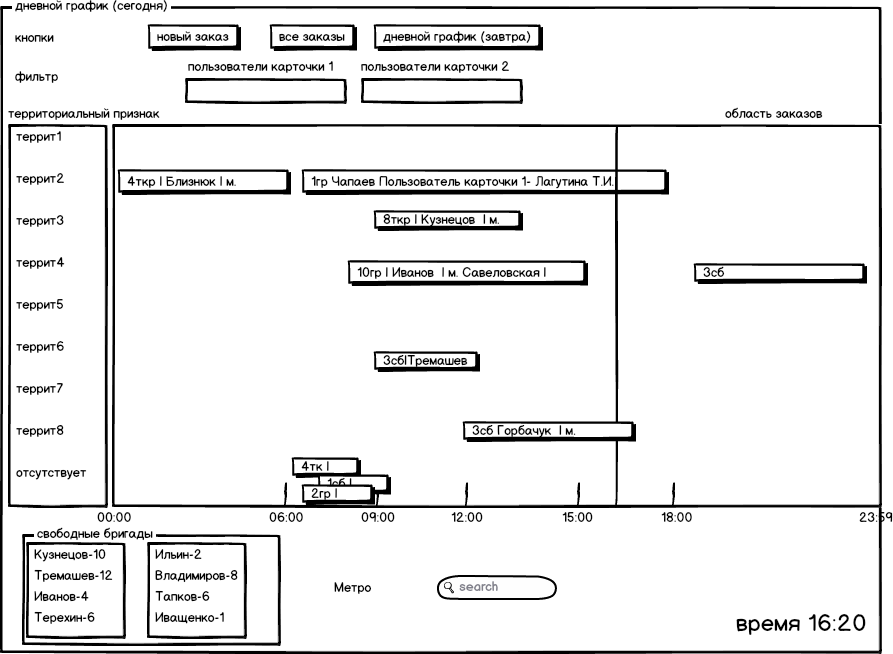 дневной график (сегодня)
кнопки
новый заказ
все заказы
дневной график (завтра)
пользователи карточки 1
пользователи карточки 2
фильтр
территориальный признак
область заказов
террит1
террит2
4ткр | Близнюк | м.
1гр Чапаев Пользователь карточки 1- Лагутина Т.И.
террит3
8ткр | Кузнецов | м.
террит4
10гр | Иванов | м. Савеловская |
3сб
террит5
террит6
3сб|Тремашев
террит7
террит8
3сб Горбачук | м.
отсутствует
4тк |
1сб |
2гр |
00:00
06:00
09:00
12:00
15:00
18:00
23:59
свободные бригады
Кузнецов-10
Тремашев-12
Иванов-4
Терехин-6
Ильин-2
Владимиров-8
Тапков-6
Иващенко-1
Метро
search
время 16:20